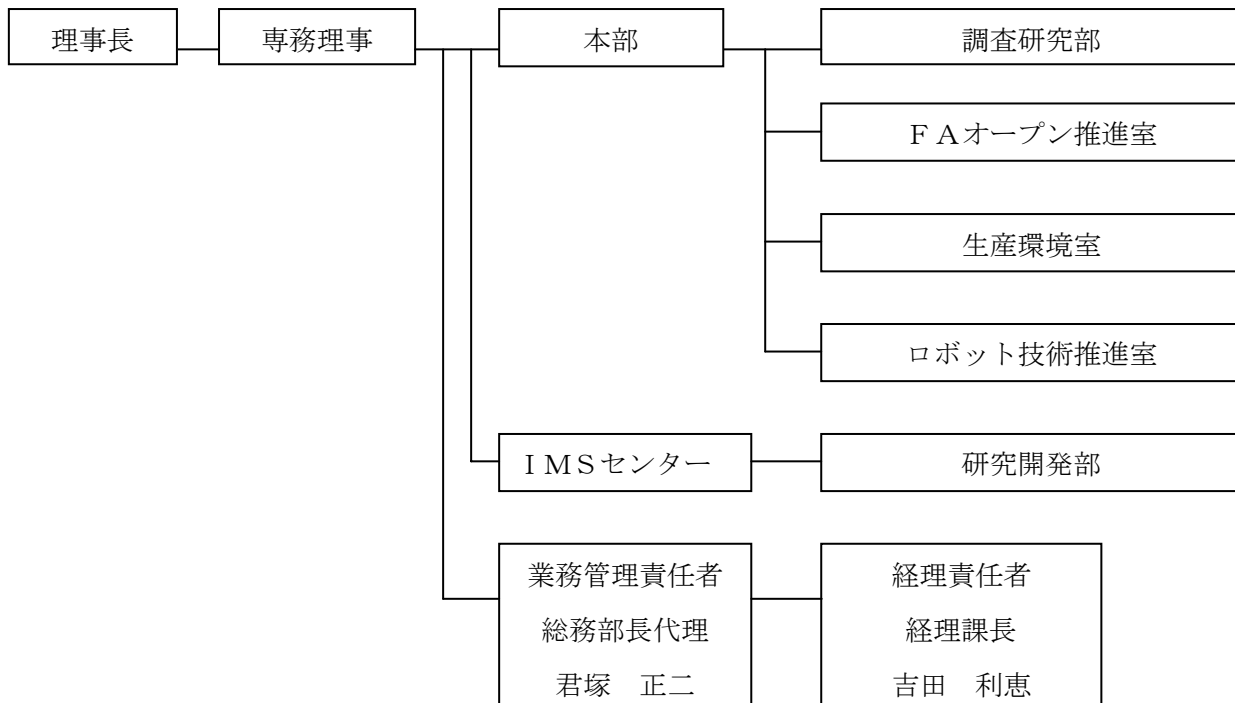 理事長
専務理事
本部
調査研究部
ＦＡオープン推進室
生産環境室
ロボット技術推進室
ＩＭＳセンター
研究開発部
業務管理責任者
総務部長代理
君塚　正二
経理責任者
経理課長
吉田　利恵